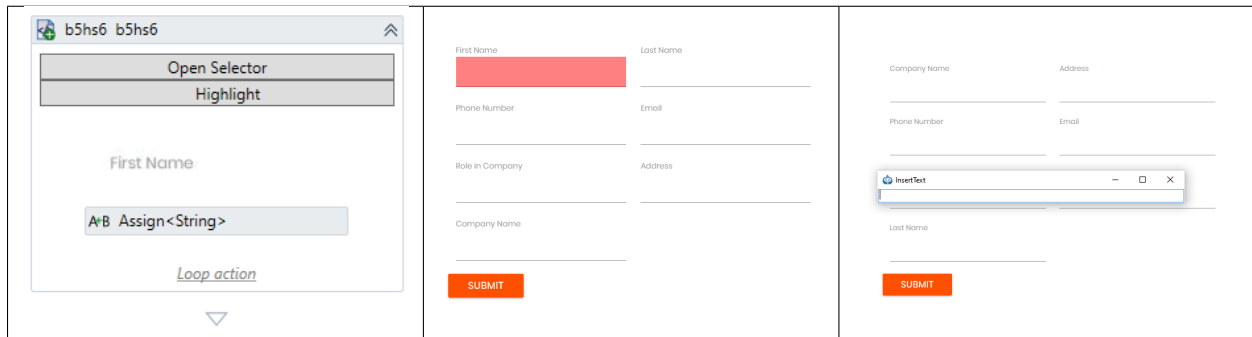 b5hs6 b5hs6
Open Selector
Highlight
First Name
A+B Assign<String>
Loop action
First Name Last Name
Phone Number Email
Role in Company Address
Company Name
SUBMIT
Company Name Address
Phone Number Email
InsertText
Last Name
SUBMIT